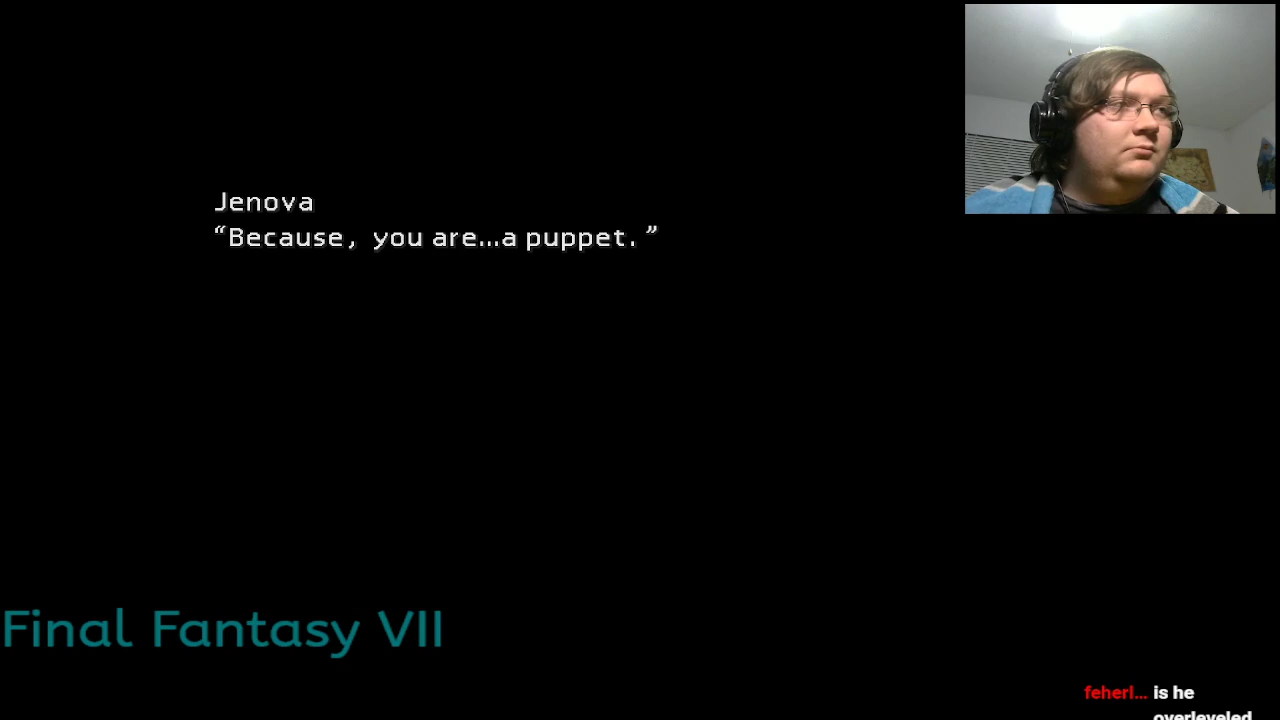 Jenova
“Because, you are...a puppet.”
Final Fantasy VII
feherl... is he
overleveled